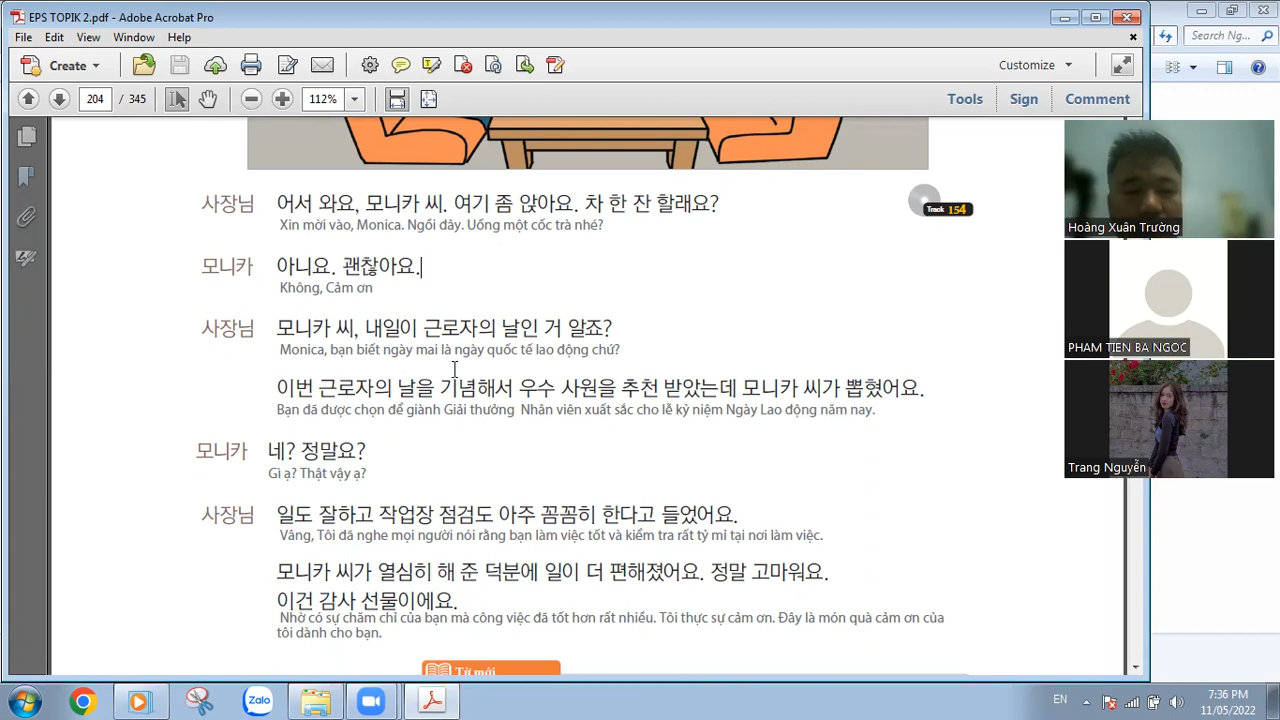 EPS TOPIK 2.pdf - Adobe Acrobat Pro
Search Ng...
File Edit View Window Help
Create
Customize
204 / 345
112%
Tools Sign Comment
사장님 어서 와요, 모니카 씨. 여기 좀 앉아요. 차 한 잔 할래요?
Track 154
Xin mời vào, Monica. Ngồi đây. Uống một cốc trà nhé?
Hoàng Xuân Trường
모니카 아니요. 괜찮아요.
Không, Cảm ơn
사장님 모니카 씨, 내일이 근로자의 날인 거 알죠?
Monica, bạn biết ngày mai là ngày quốc tế lao động chứ?
PHAM TIEN BA NGOC
이번 근로자의 날을 기념해서 우수 사원을 추천 받았는데 모니카 씨가 뽑혔어요.
Bạn đã được chọn để giành Giải thưởng Nhân viên xuất sắc cho lễ kỷ niệm Ngày Lao động năm nay.
모니카 네? 정말요?
Gì ạ? Thật vậy ạ?
Trang Nguyễn
사장님 일도 잘하고 작업장 점검도 아주 꼼꼼히 한다고 들었어요.
Vâng, Tôi đã nghe mọi người nói rằng bạn làm việc tốt và kiểm tra rất tỷ mỉ tại nơi làm việc.
모니카 씨가 열심히 해 준 덕분에 일이 더 편해졌어요. 정말 고마워요.
이건 감사 선물이에요.
Nhờ có sự chăm chỉ của bạn mà công việc đã tốt hơn rất nhiều. Tôi thực sự cảm ơn. Đây là món quà cảm ơn của
tôi dành cho bạn.
Từ mới
Zalo
EN
7:36 PM
11/05/2022